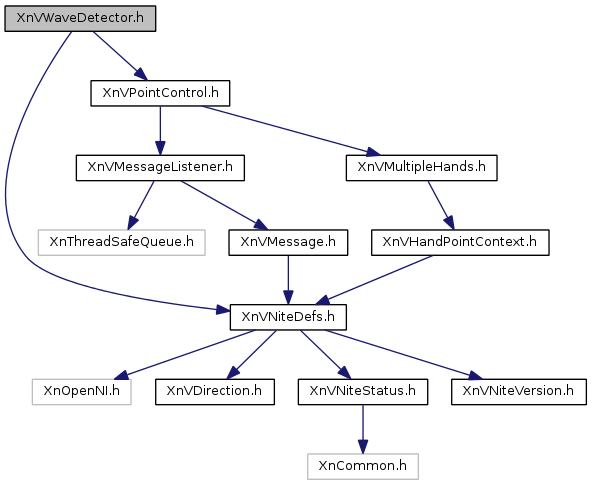 XnVWaveDetector.h
XnVPointControl.h
XnVMessageListener.h
XnVMultipleHands.h
XnThreadSafeQueue.h
XnVMessage.h
XnVHandPointContext.h
XnVNiteDefs.h
XnOpenNI.h
XnVDirection.h
XnVNiteStatus.h
XnVNiteVersion.h
XnCommon.h